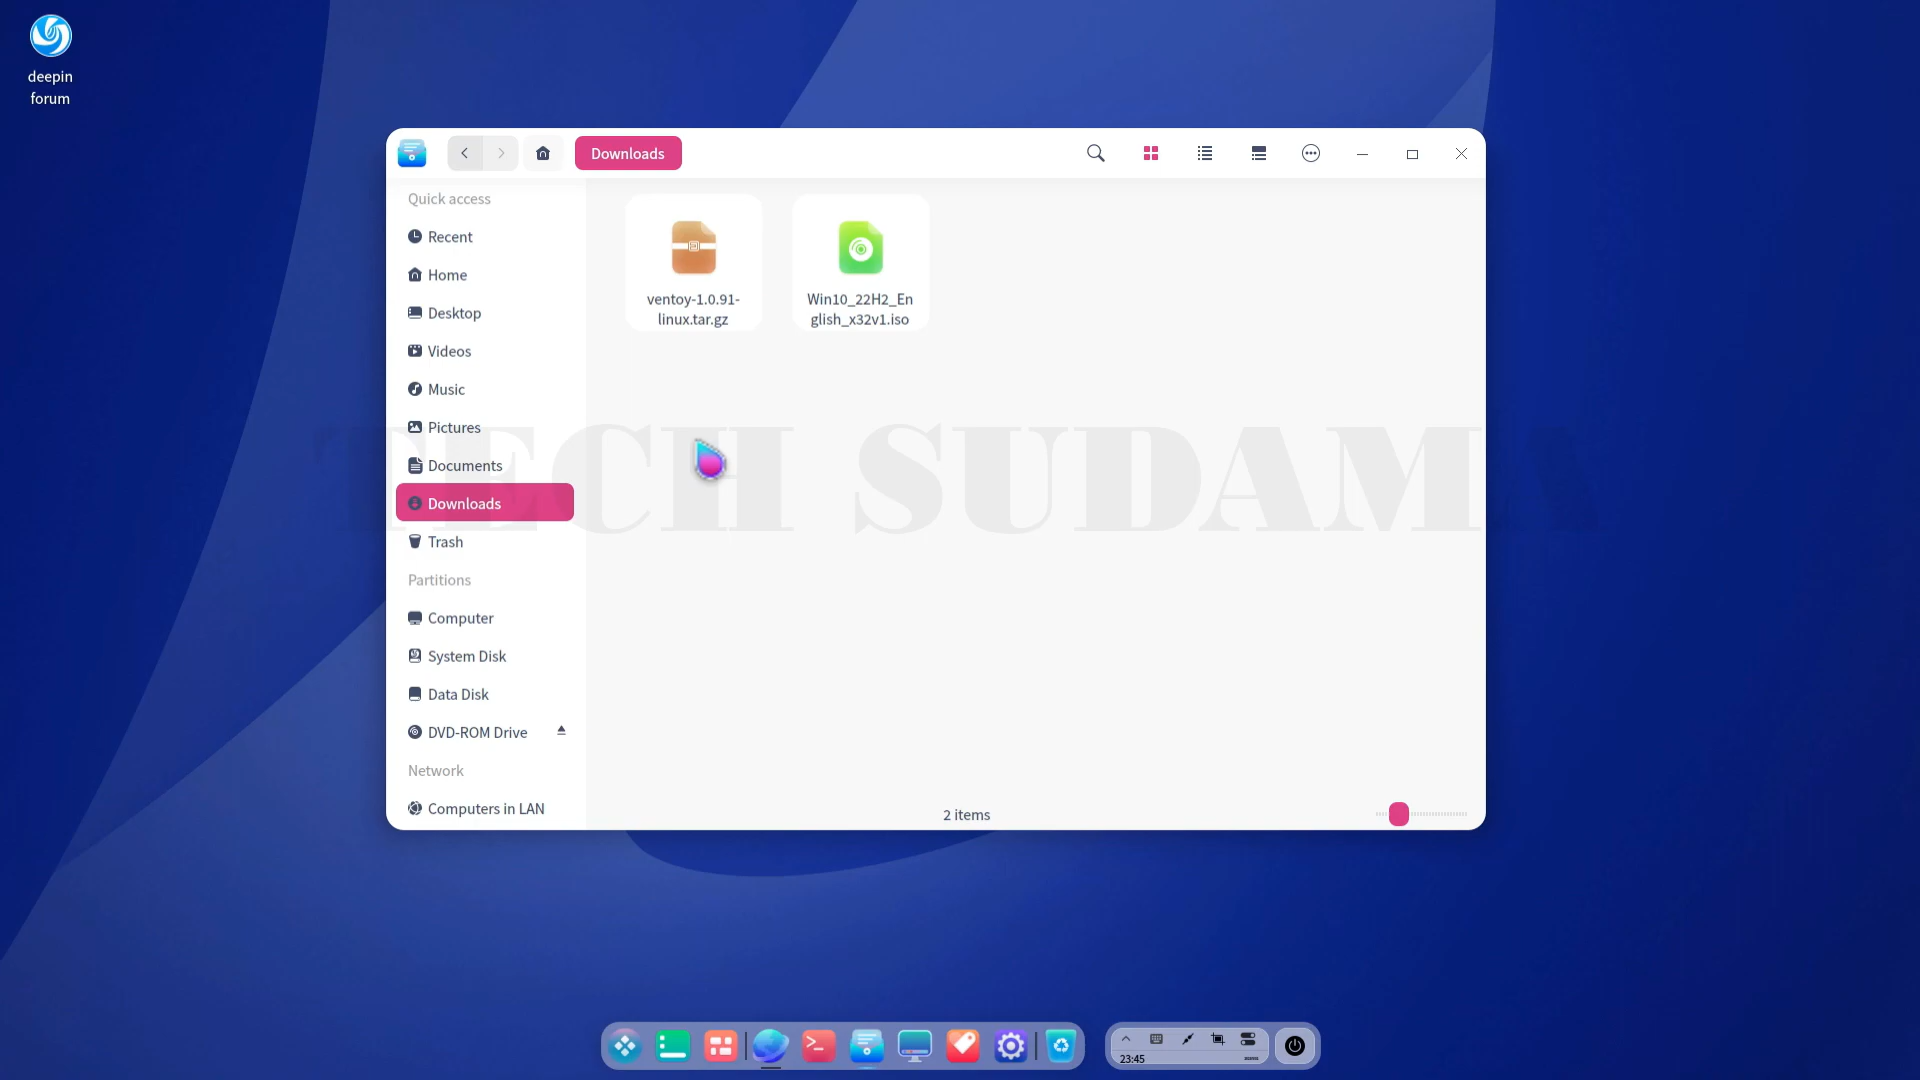 deepin
forum
Downloads
Quick access
Recent
Home
Desktop
Videos
Music
Pictures
Documents
Downloads
Trash
Partitions
Computer
System Disk
Data Disk
DVD-ROM Drive
Network
Computers in LAN
ventoy-1.0.91-
linux.tar.gz
Win10_22H2_En
glish_x32v1.iso
TECH SUDAMA
2 items
23:45